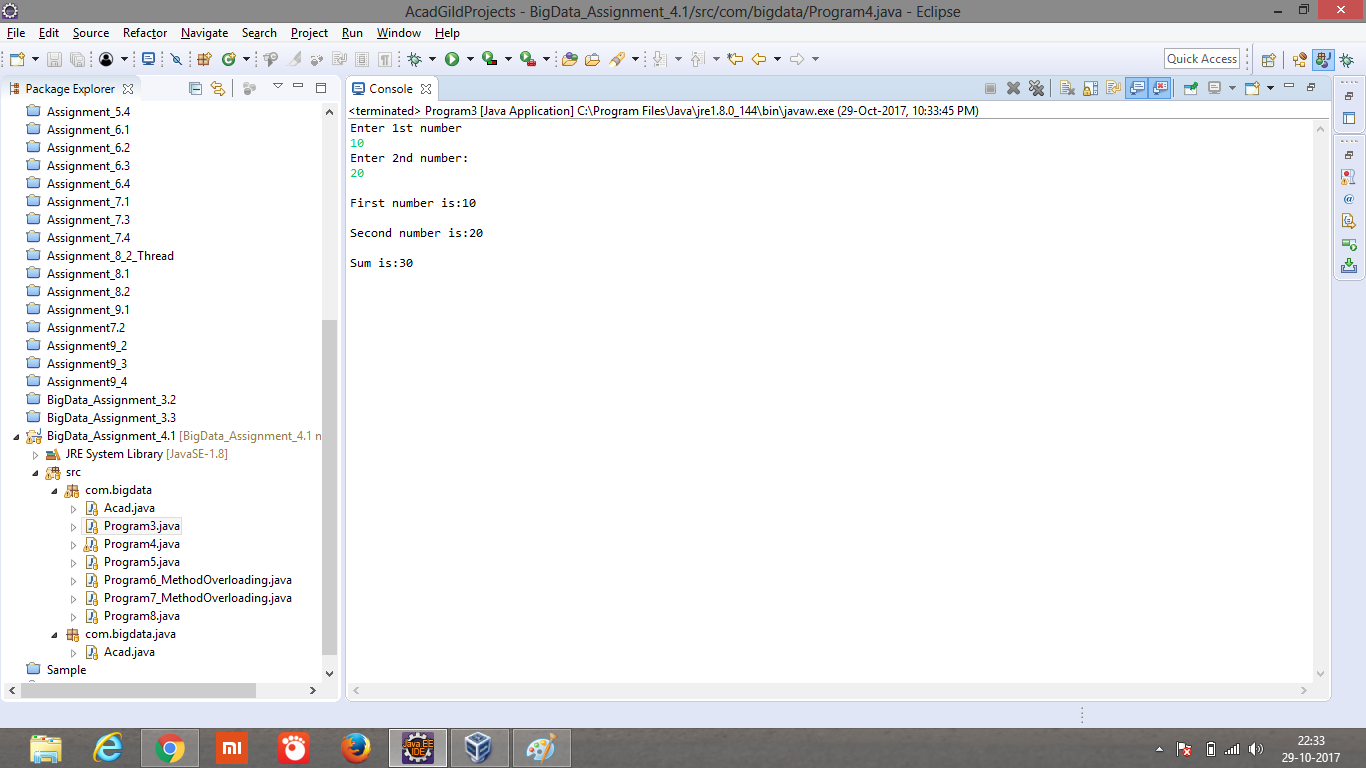 AcadGildProjects - BigData_Assignment_4.1/src/com/bigdata/Program4.java - Eclipse
File Edit Source Refactor Navigate Search Project Run Window Help
Quick Access
Package Explorer
Assignment_5.4
Assignment_6.1
Assignment_6.2
Assignment_6.3
Assignment_6.4
Assignment_7.1
Assignment_7.3
Assignment_7.4
Assignment_8_2_Thread
Assignment_8.1
Assignment_8.2
Assignment_9.1
Assignment7.2
Assignment9_2
Assignment9_3
Assignment9_4
BigData_Assignment_3.2
BigData_Assignment_3.3
BigData_Assignment_4.1 [BigData_Assignment_4.1 n
JRE System Library [JavaSE-1.8]
src
com.bigdata
Acad.java
Program3.java
Program4.java
Program5.java
Program6_MethodOverloading.java
Program7_MethodOverloading.java
Program8.java
com.bigdata.java
Acad.java
Sample
Console
<terminated> Program3 [Java Application] C:\Program Files\Java\jre1.8.0_144\bin\javaw.exe (29-Oct-2017, 10:33:45 PM)
Enter 1st number
10
Enter 2nd number:
20
First number is:10
Second number is:20
Sum is:30
mi
Java EE
IDE
22:33
29-10-2017